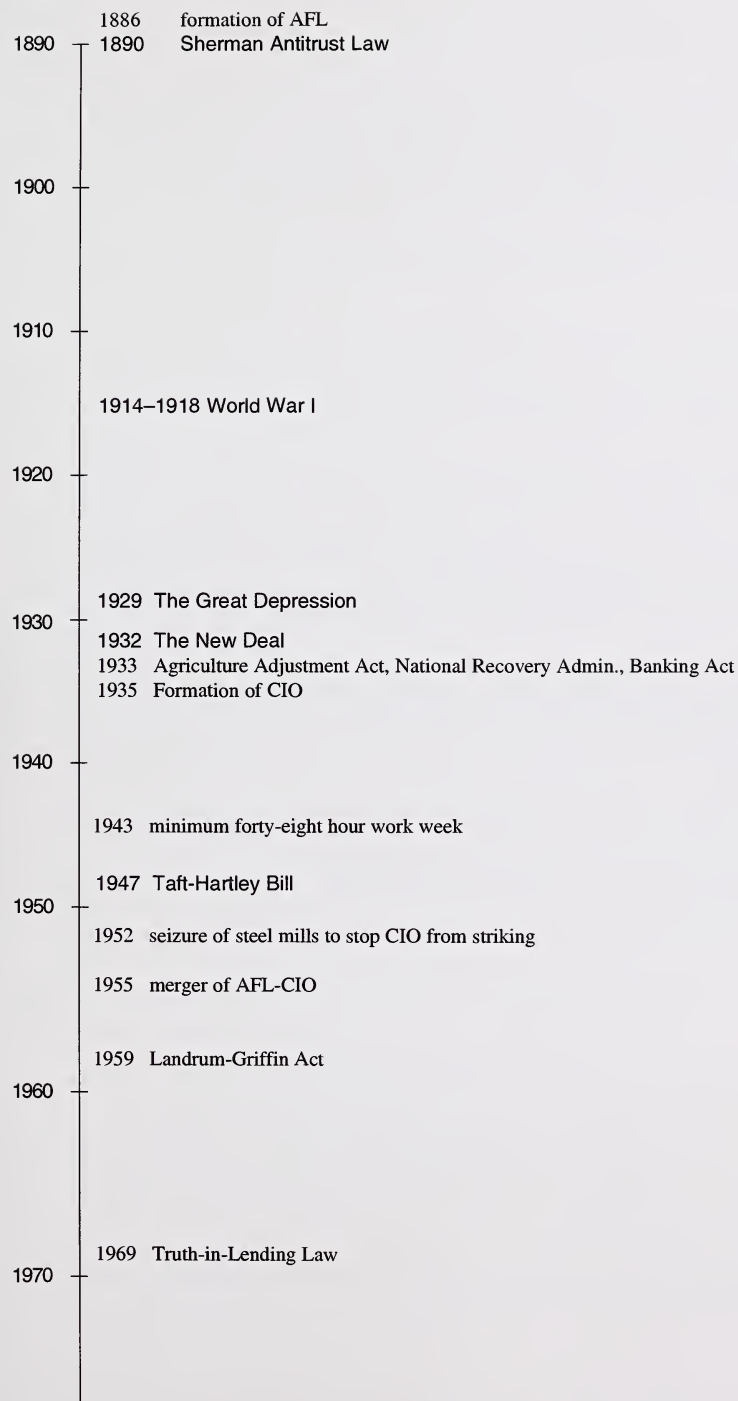 1886 formation of AFL
1890 1890 Sherman Antitrust Law
1900
1910
1914–1918 World War I
1920
1929 The Great Depression
1930
1932 The New Deal
1933 Agriculture Adjustment Act, National Recovery Admin., Banking Act
1935 Formation of CIO
1940
1943 minimum forty-eight hour work week
1947 Taft-Hartley Bill
1950
1952 seizure of steel mills to stop CIO from striking
1955 merger of AFL-CIO
1959 Landrum-Griffin Act
1960
1969 Truth-in-Lending Law
1970